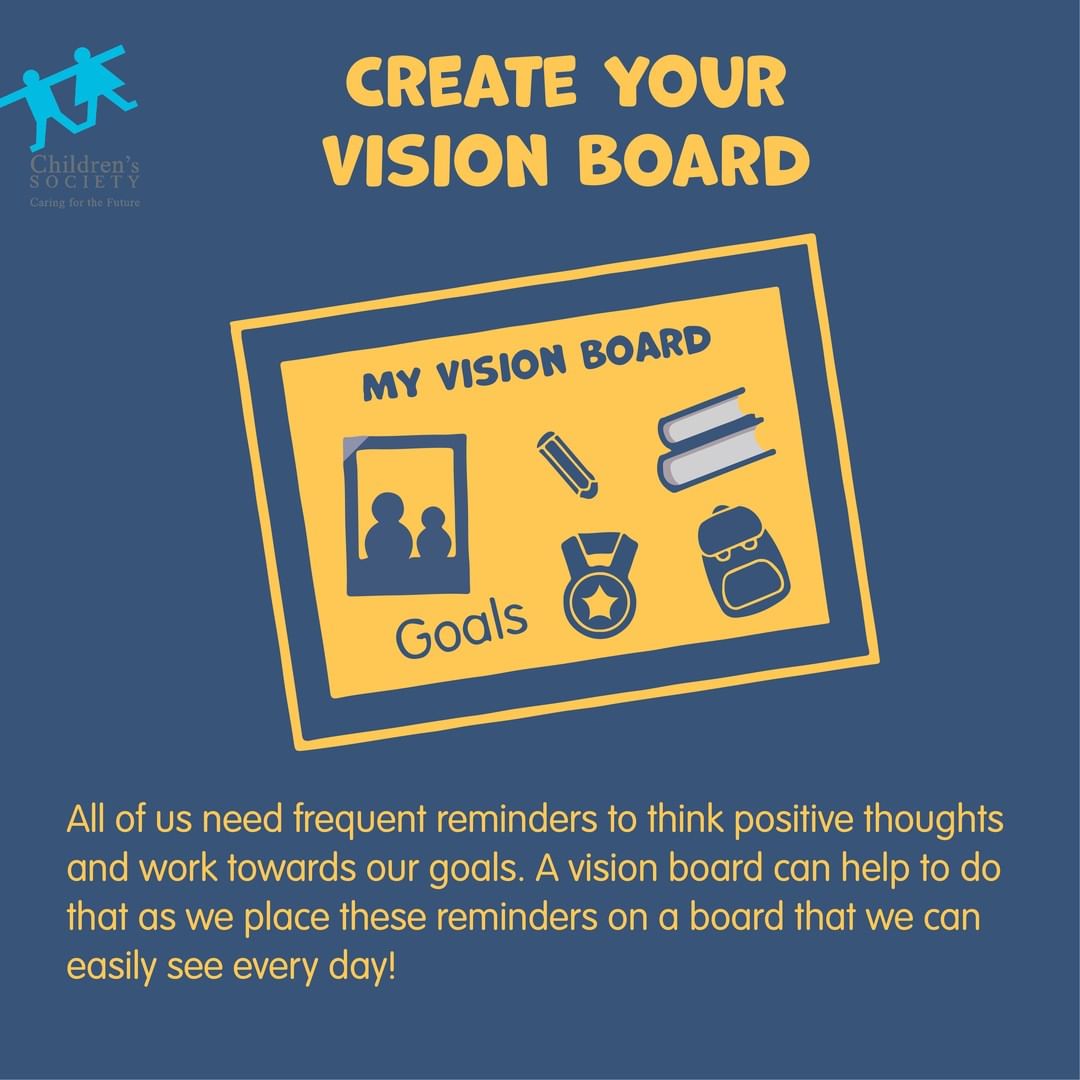 Children's
SOCIETY
Caring for the Future
CREATE YOUR
VISION BOARD
MY VISION BOARD
Goals
All of us need frequent reminders to think positive thoughts
and work towards our goals. A vision board can help to do
that as we place these reminders on a board that we can
easily see every day!